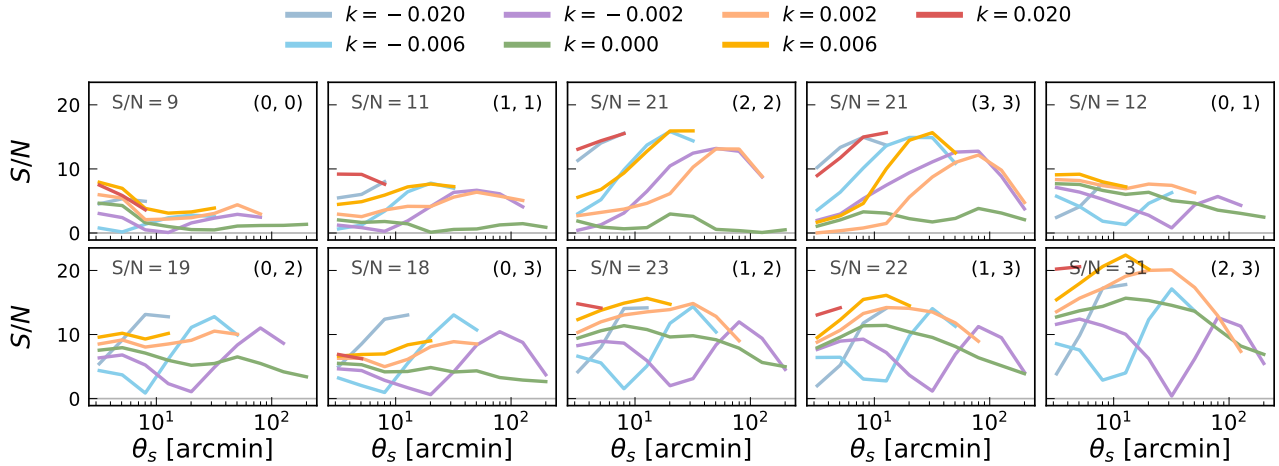 k = −0.020 k = −0.002 k = 0.002 k = 0.020
k = −0.006 k = 0.000 k = 0.006
S/N = 9 (0, 0) S/N = 11 (1, 1) S/N = 21 (2, 2) S/N = 21 (3, 3) S/N = 12 (0, 1)
20
10
0
S/N
S/N = 19 (0, 2) S/N = 18 (0, 3) S/N = 23 (1, 2) S/N = 22 (1, 3) S/N = 31 (2, 3)
20
10
0
S/N
10¹ 10² 10¹ 10² 10¹ 10² 10¹ 10² 10¹ 10²
θₛ [arcmin] θₛ [arcmin] θₛ [arcmin] θₛ [arcmin] θₛ [arcmin]